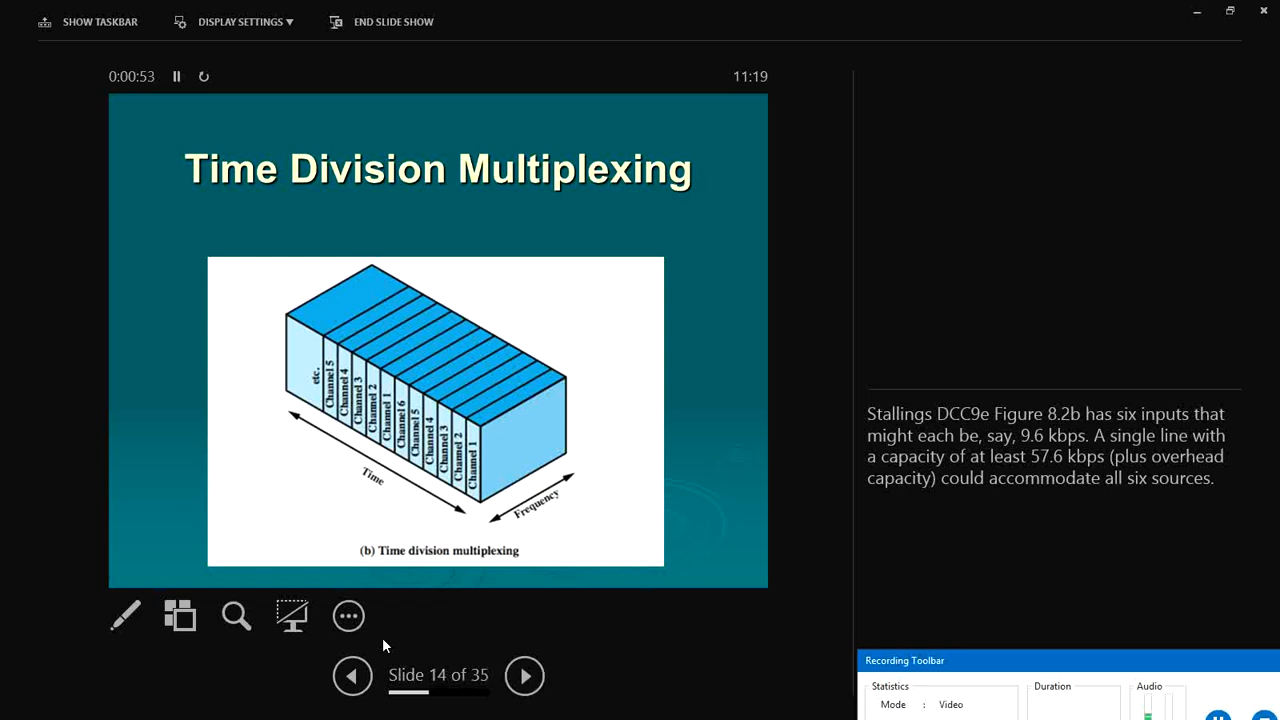 SHOW TASKBAR
DISPLAY SETTINGS ▼
END SLIDE SHOW
0:00:53
11:19
Time Division Multiplexing
etc.
Channel 5
Channel 4
Channel 3
Channel 2
Channel 1
Channel 6
Channel 5
Channel 4
Channel 3
Channel 2
Channel 1
Time
Frequency
(b) Time division multiplexing
Slide 14 of 35
Stallings DCC9e Figure 8.2b has six inputs that
might each be, say, 9.6 kbps. A single line with
a capacity of at least 57.6 kbps (plus overhead
capacity) could accommodate all six sources.
Recording Toolbar
Statistics
Mode : Video
Duration
Audio